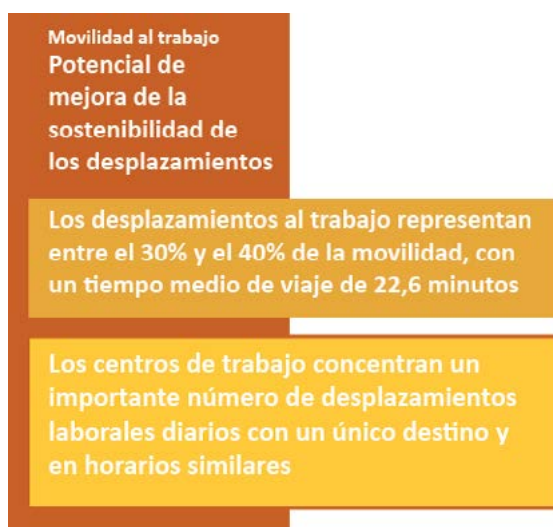 Movilidad al trabajo
Potencial de
mejora de la
sostenibilidad de
los desplazamientos
Los desplazamientos al trabajo representan
entre el 30% y el 40% de la movilidad, con
un tiempo medio de viaje de 22,6 minutos
Los centros de trabajo concentran un
importante número de desplazamientos
laborales diarios con un único destino y
en horarios similares